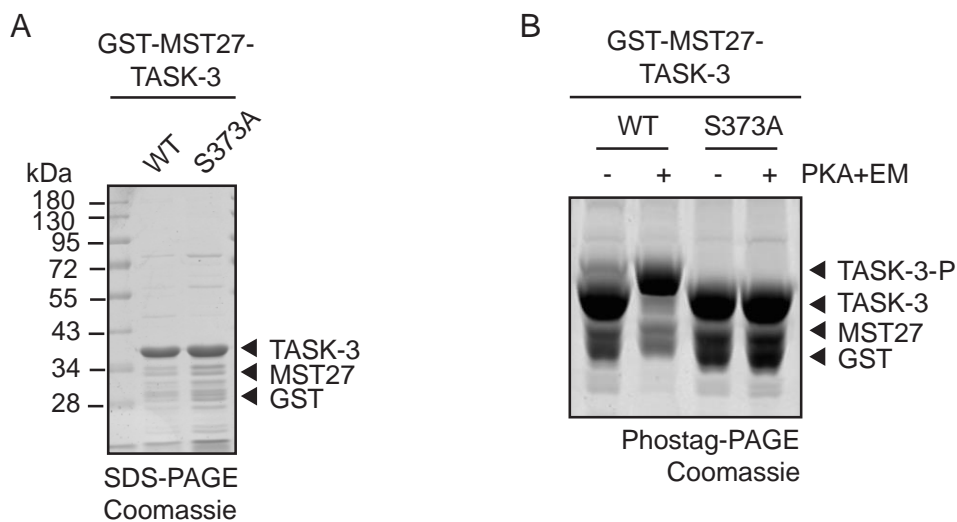 A
GST-MST27-
TASK-3
WT
S373A
kDa
180
130
95
72
55
43
34
28
TASK-3
MST27
GST
SDS-PAGE
Coomassie
B
GST-MST27-
TASK-3
WT S373A
- + - + PKA+EM
TASK-3-P
TASK-3
MST27
GST
Phostag-PAGE
Coomassie